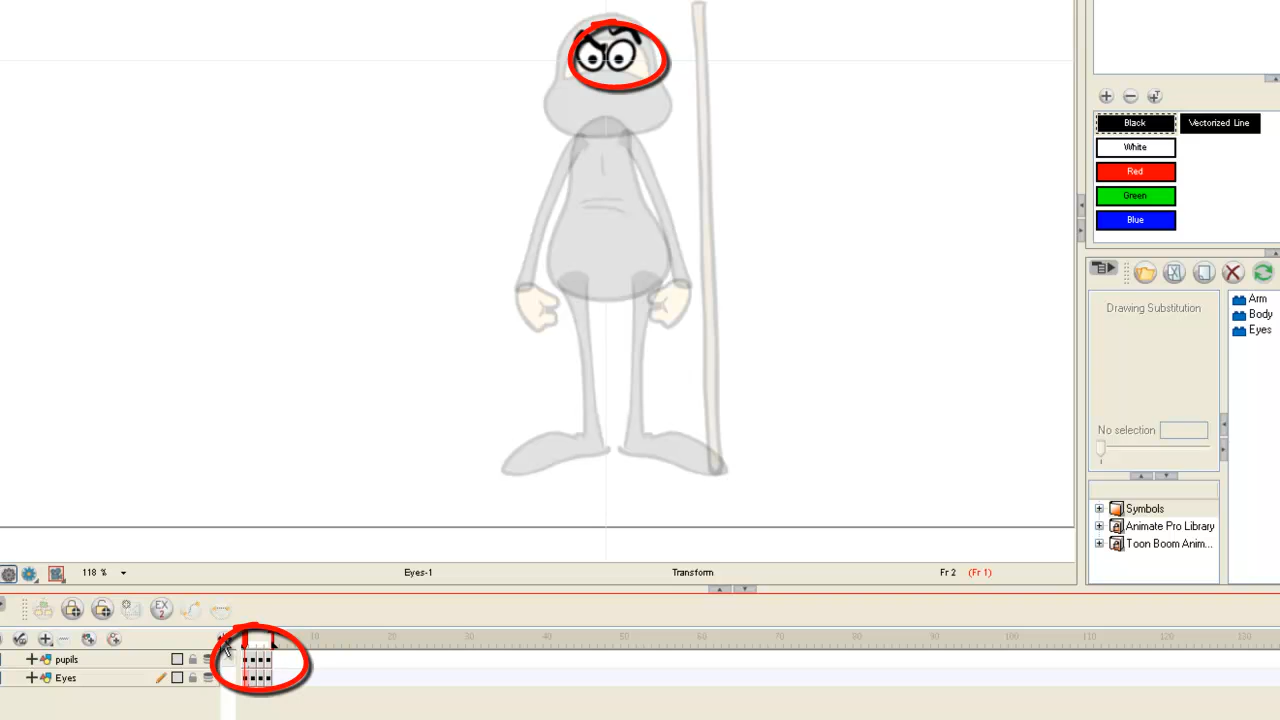 Black Vectorized Line
White
Red
Green
Blue
Arm
Body
Eyes
Drawing Substitution
No selection
Symbols
Animate Pro Library
Toon Boom Anim...
118 % Eyes-1 Transform Fr 2 (Fr 1)
EX
2
10 20 30 40 50 60 70 80 90 100 110 120 130
pupils
Eyes